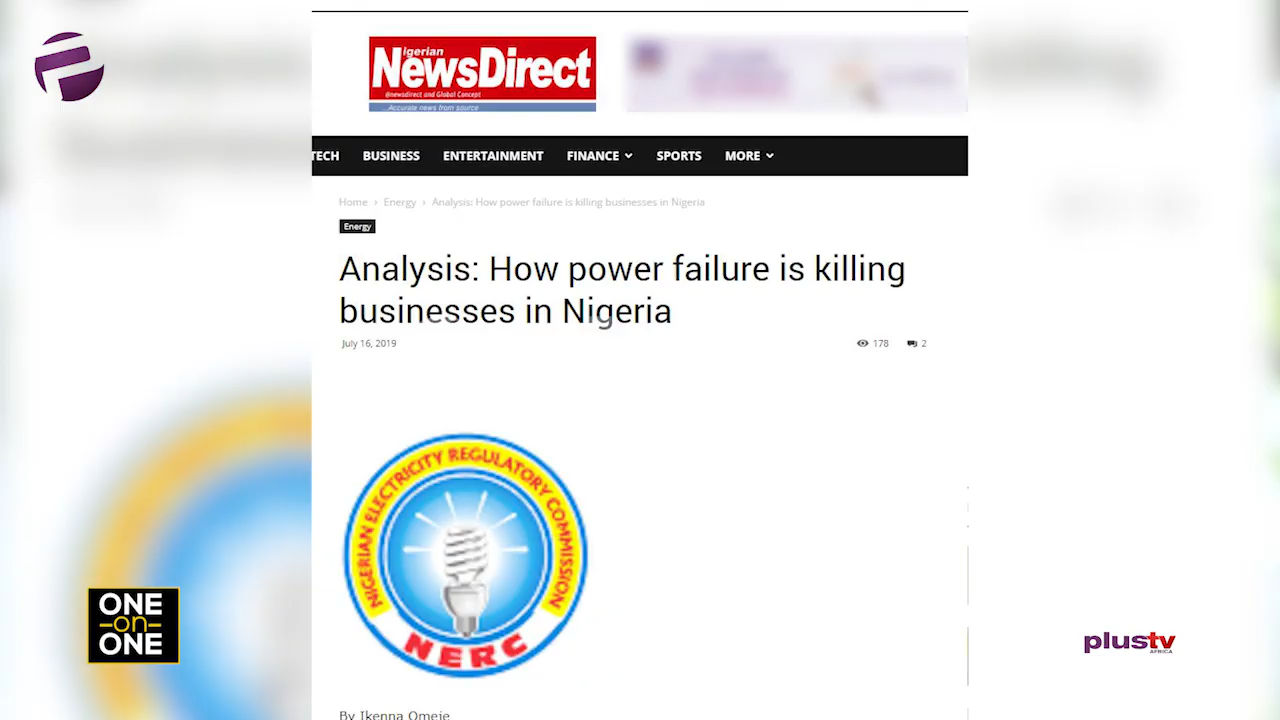 igerian
NewsDirect
@newsdirect and Global Concept
...Accurate news from source
TECH
BUSINESS
ENTERTAINMENT
FINANCE
SPORTS
MORE
Home › Energy › Analysis: How power failure is killing businesses in Nigeria
Energy
Analysis: How power failure is killing
businesses in Nigeria
July 16, 2019
178
2
NIGERIAN ELECTRICITY REGULATORY COMMISSION
NERC
By Ikenna Omeje
ONE
on
ONE
plustv
AFRICA